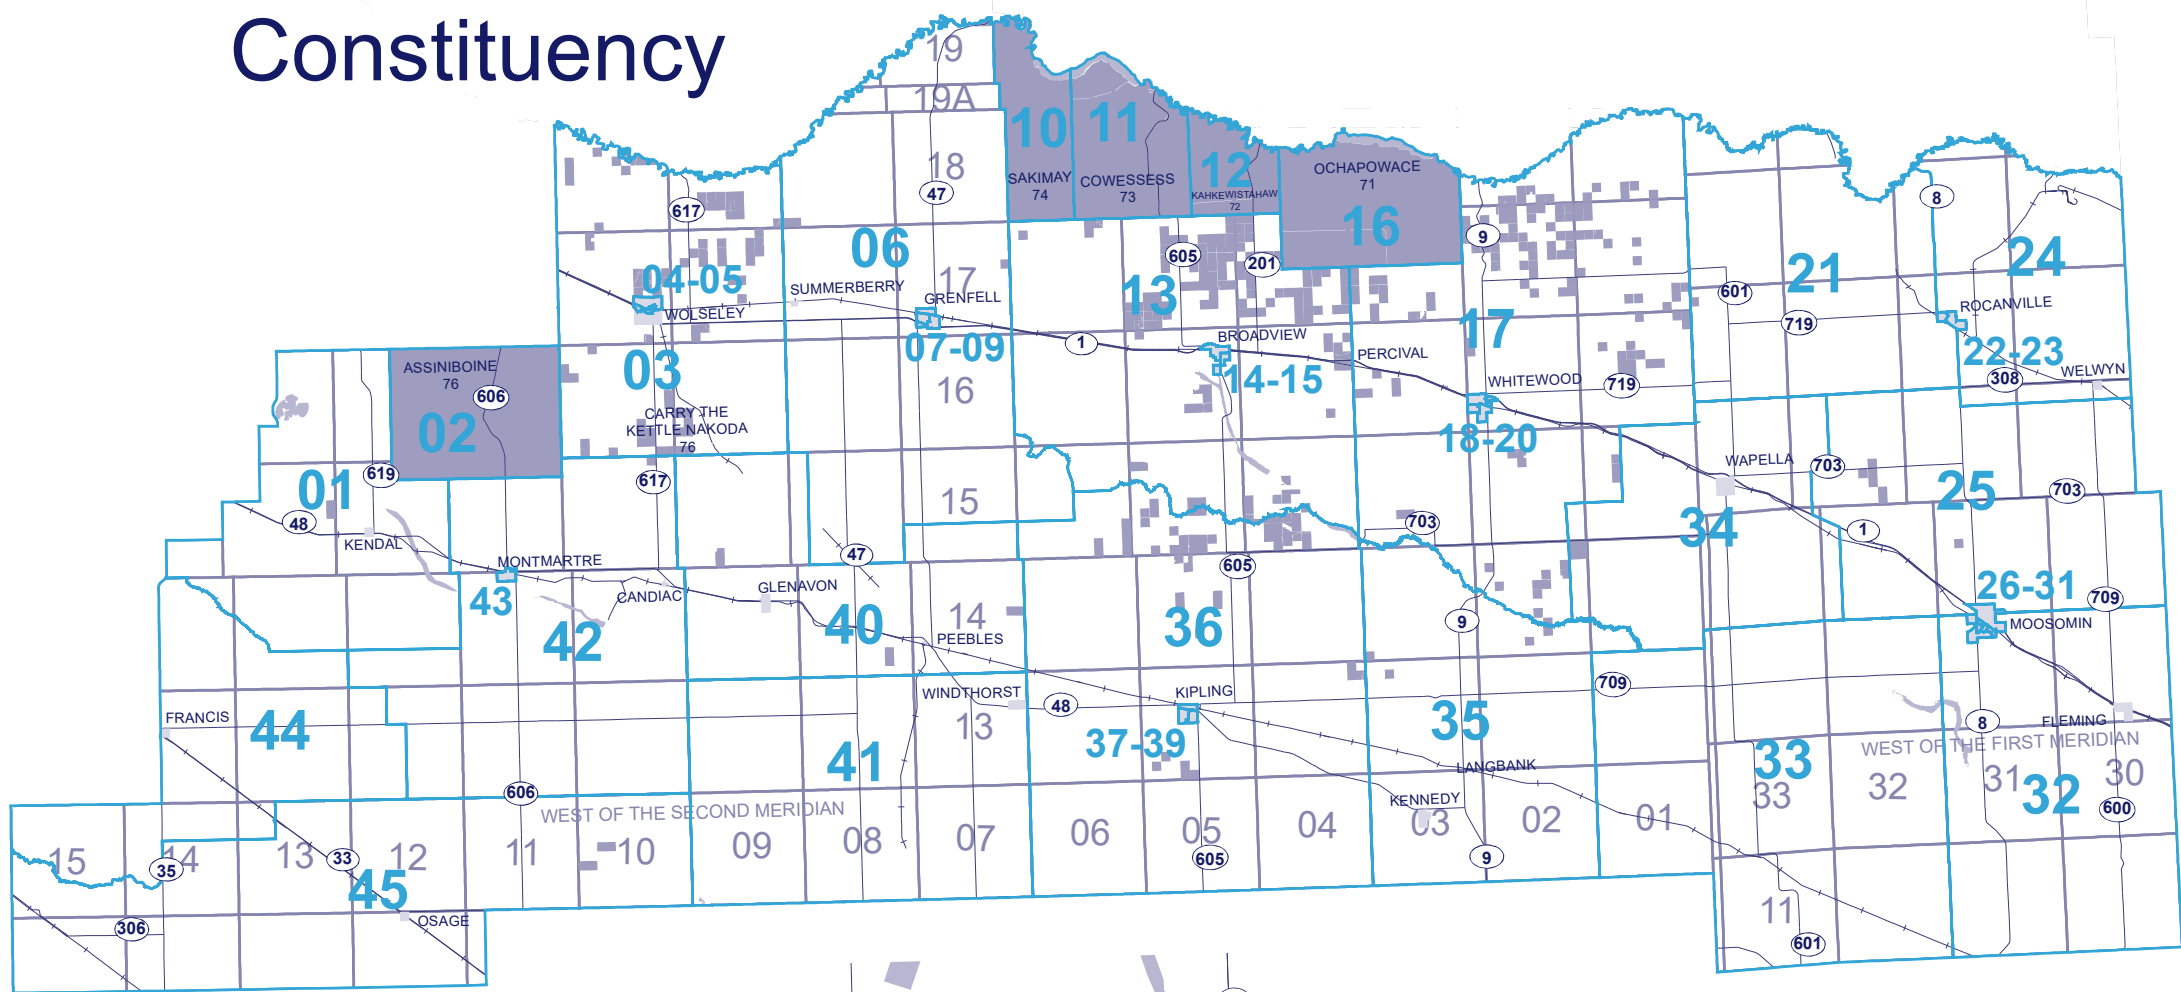 Constituency
19
19A
10
11
18
12
OCHAPOWACE
71
SAKIMAY
74
COWESSESS
73
KAHKEWISTAHAW
72
47
617
8
16
9
06
605
201
24
21
04-05
17
13
601
SUMMERBERRY
GRENFELL
ROCANVILLE
WOLSELEY
719
17
07-09
1
BROADVIEW
PERCIVAL
22-23
03
ASSINIBOINE
76
606
16
14-15
WHITEWOOD
719
308
WELWYN
02
CARRY THE
KETTLE NAKODA
76
18-20
WAPELLA
703
619
617
01
15
25
703
48
703
34
1
KENDAL
47
MONTMARTRE
605
GLENAVON
26-31
43
CANDIAC
709
14
40
36
9
MOOSOMIN
42
PEEBLES
709
WINDTHORST
48
KIPLING
FRANCIS
44
13
35
8
FLEMING
37-39
WEST OF THE FIRST MERIDIAN
41
33
LANGBANK
32
31
30
606
33
32
KENNEDY
WEST OF THE SECOND MERIDIAN
600
15
14
13
12
11
10
09
08
07
06
05
04
03
02
01
35
33
605
9
45
11
OSAGE
306
601